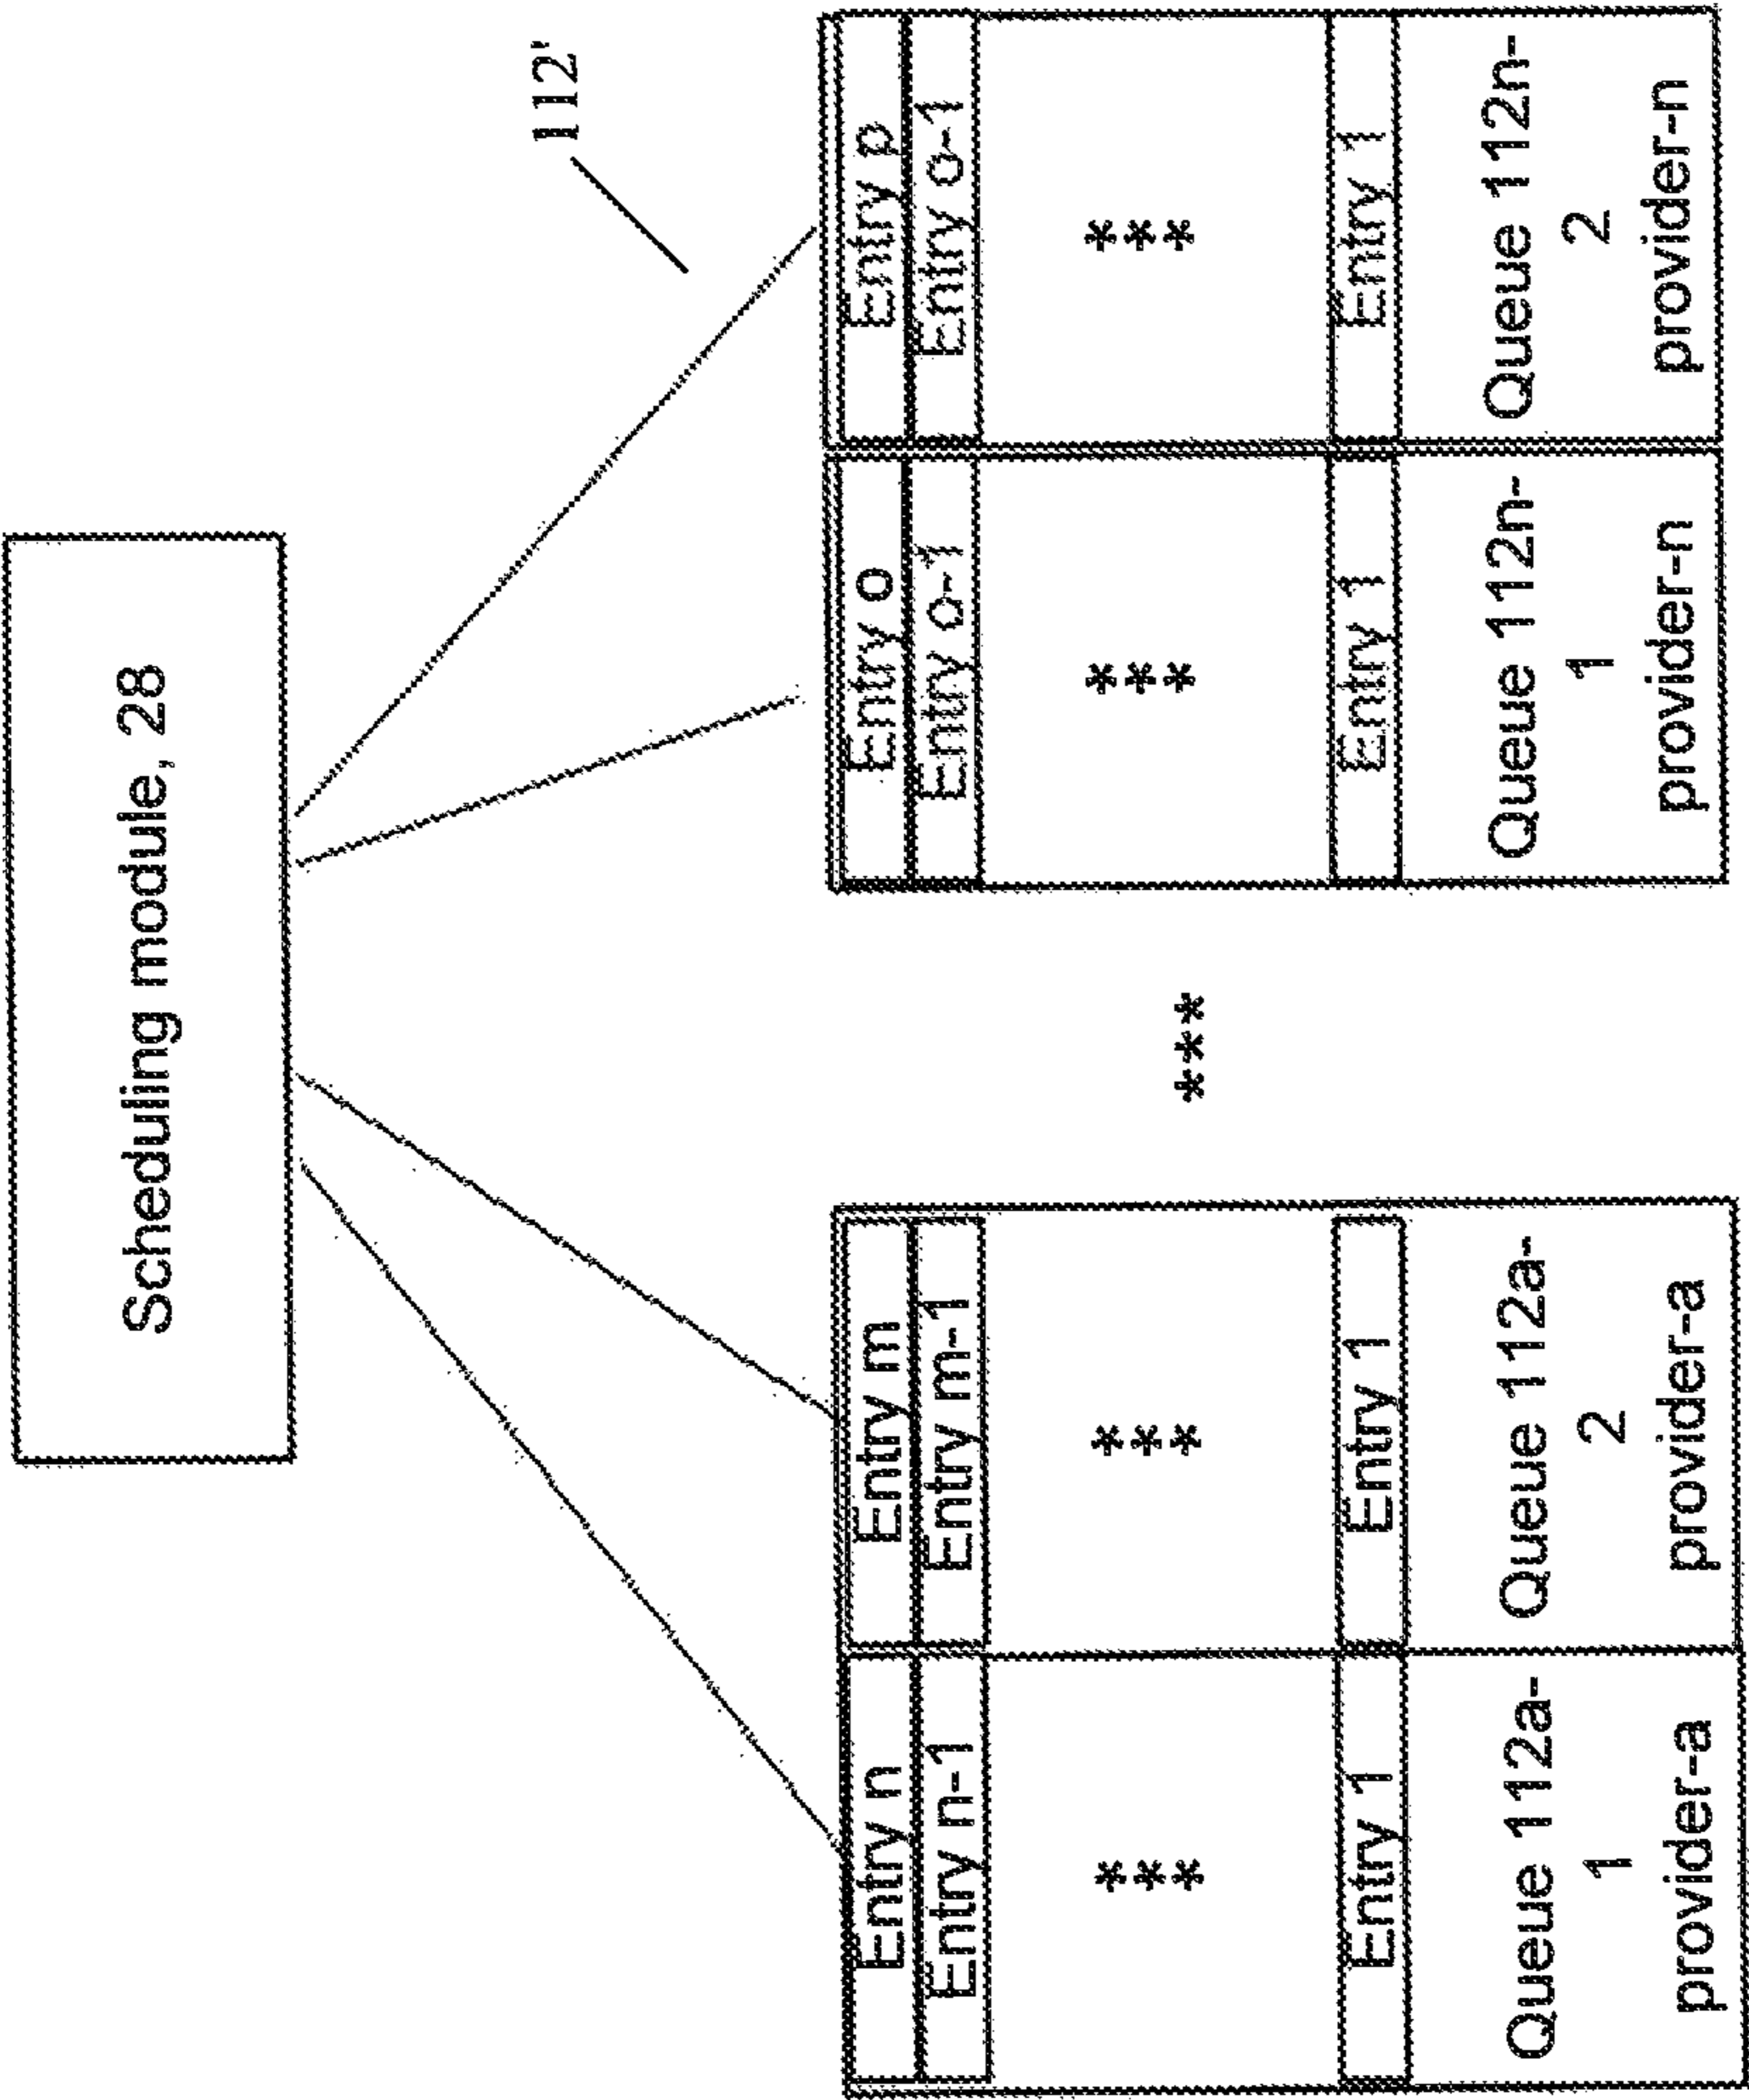 Scheduling module, 28
112'
Entry n
Entry n-1
***
Entry 1
Queue 112a-
1
provider-a
Entry m
Entry m-1
***
Entry 1
Queue 112a-
2
provider-a
***
Entry o
Entry o-1
***
Entry 1
Queue 112n-
1
provider-n
Entry p
Entry o-1
***
Entry 1
Queue 112n-
2
provider-n